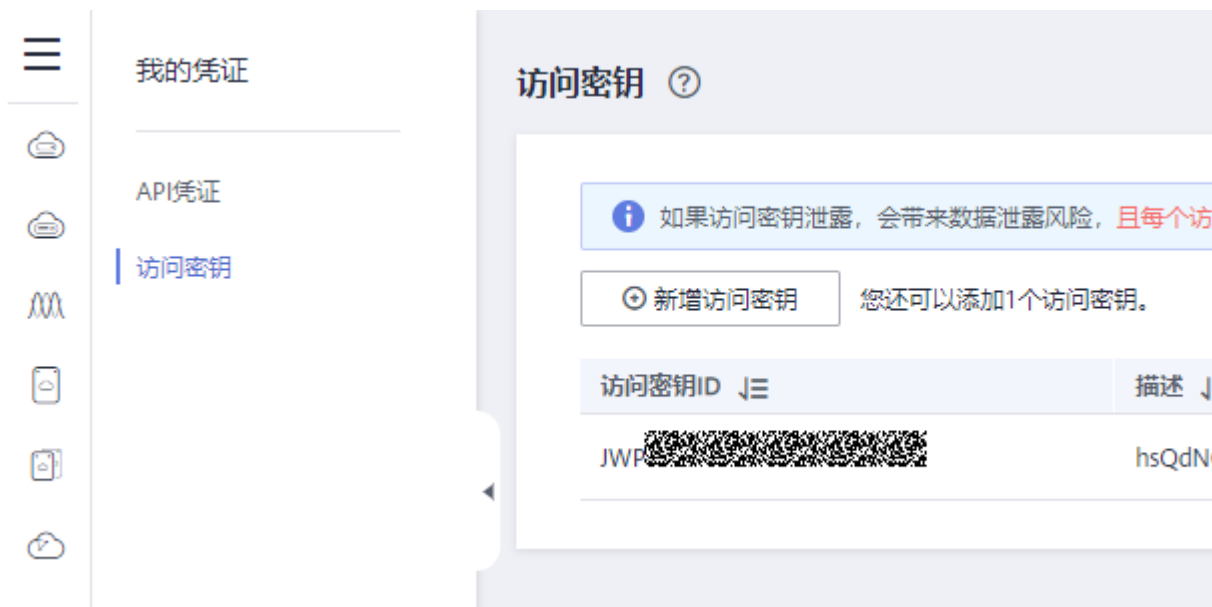 我的凭证
API凭证
访问密钥
访问密钥 ?
如果访问密钥泄露，会带来数据泄露风险，且每个访
新增访问密钥 您还可以添加1个访问密钥。
访问密钥ID 描述
JWP hsQdN